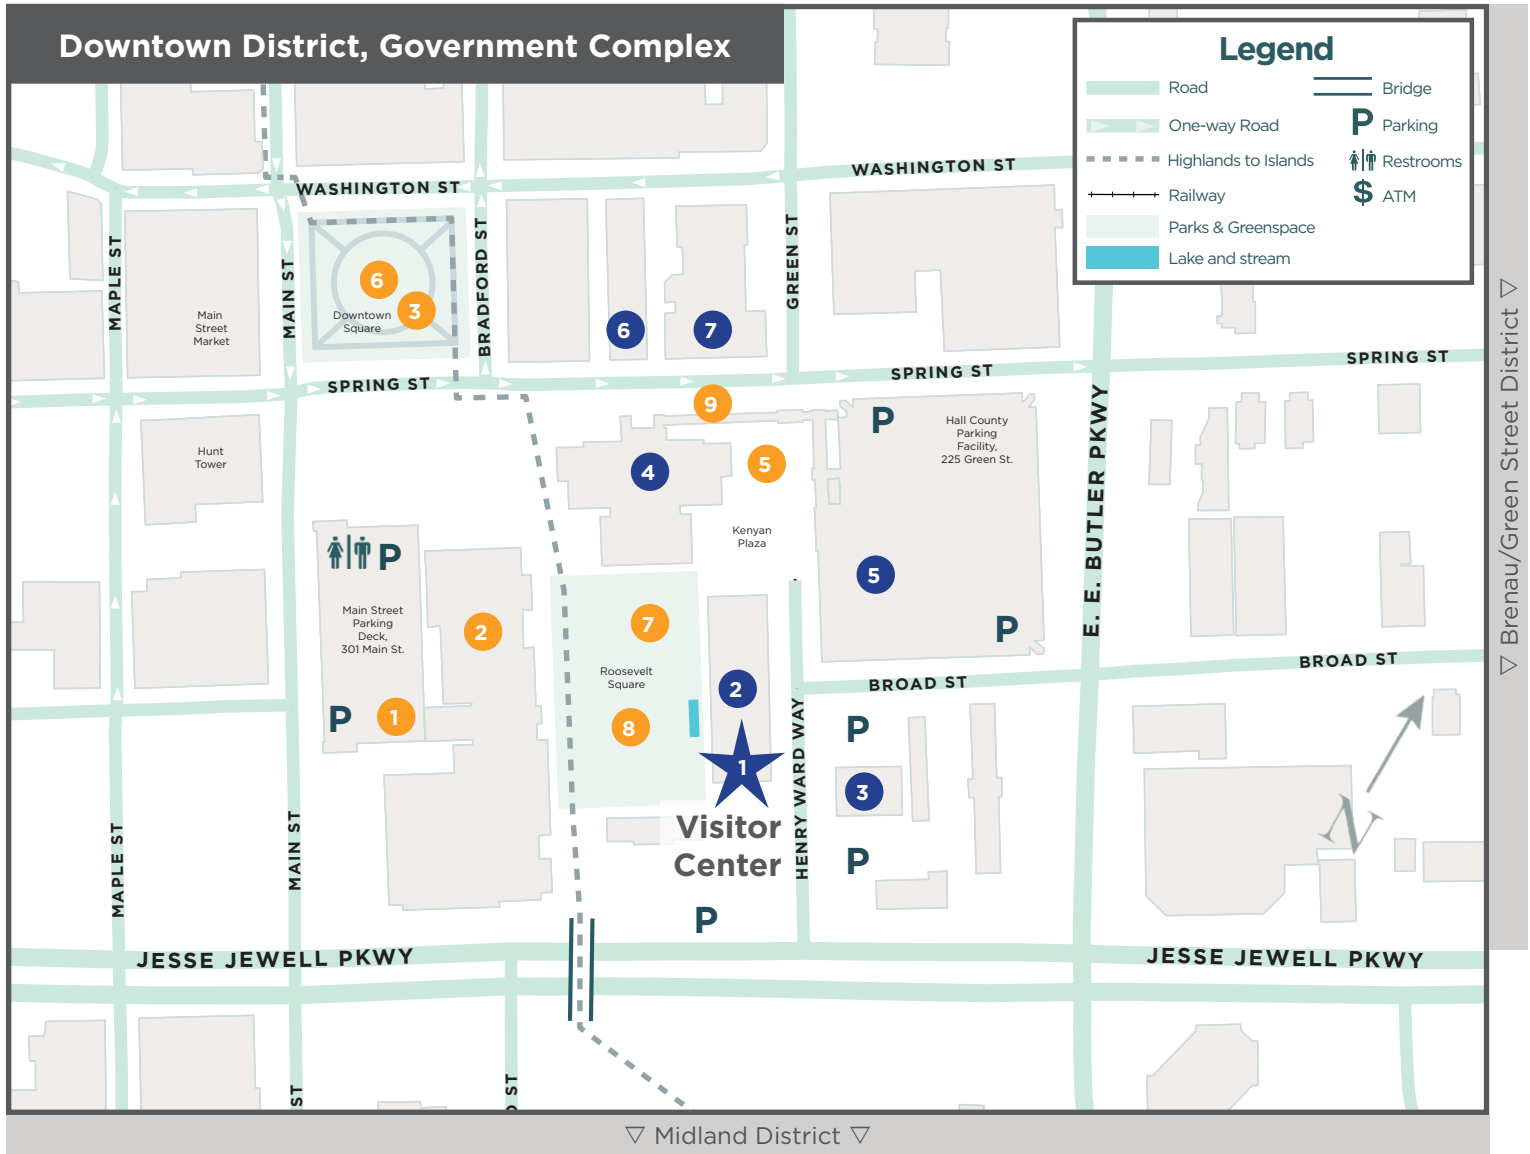 Downtown District, Government Complex
Legend
Road
Bridge
One-way Road
P Parking
Highlands to Islands
Restrooms
Railway
$ ATM
Parks & Greenspace
Lake and stream
WASHINGTON ST
WASHINGTON ST
MAPLE ST
MAIN ST
BRADFORD ST
GREEN ST
Main
Street
Market
6
3
Downtown
Square
6
7
SPRING ST
SPRING ST
SPRING ST
9
P
Hall County
Parking
Facility,
225 Green St.
Hunt
Tower
4
5
Kenyan
Plaza
E. E. BUTLER PKWY
P
5
P
Main Street
Parking
Deck,
301 Main St.
2
7
Roosevelt
Square
2
8
P
1
BROAD ST
BROAD ST
P
1
3
HENRY WARD WAY
Visitor
Center
P
P
MAPLE ST
MAIN ST
N
JESSE JEWELL PKWY
JESSE JEWELL PKWY
ST
ST
Brenau/Green Street District
Midland District